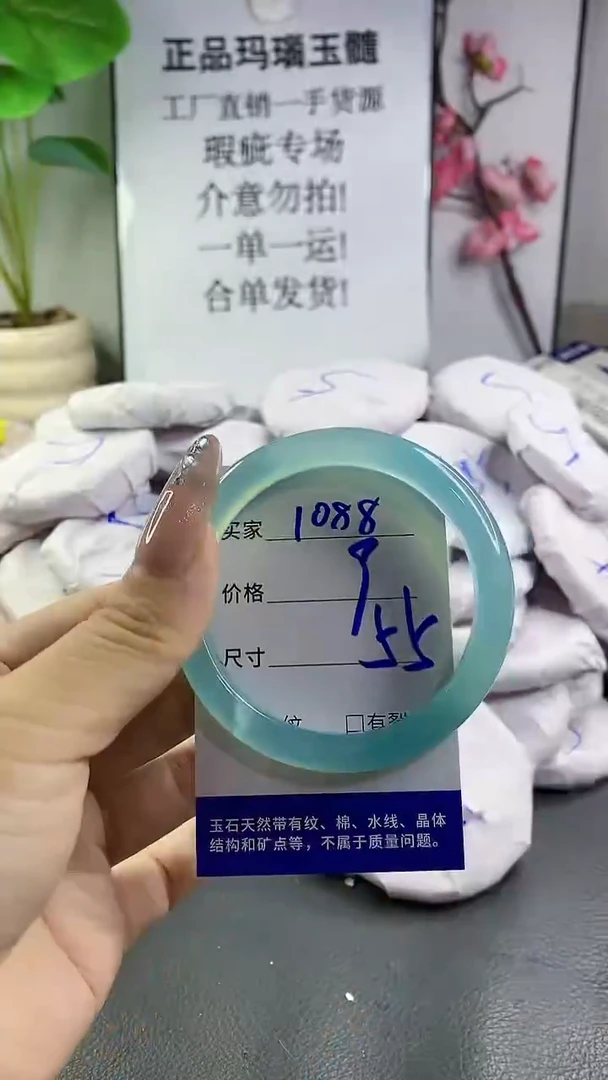 正品玛瑙玉髓
工厂直销一手货源
瑕疵专场
介意勿拍!
一单一运!
合单发货!
买家 1088
价格 9
尺寸 55
纹 □有裂
玉石天然带有纹、棉、水线、晶体
结构和矿点等，不属于质量问题。